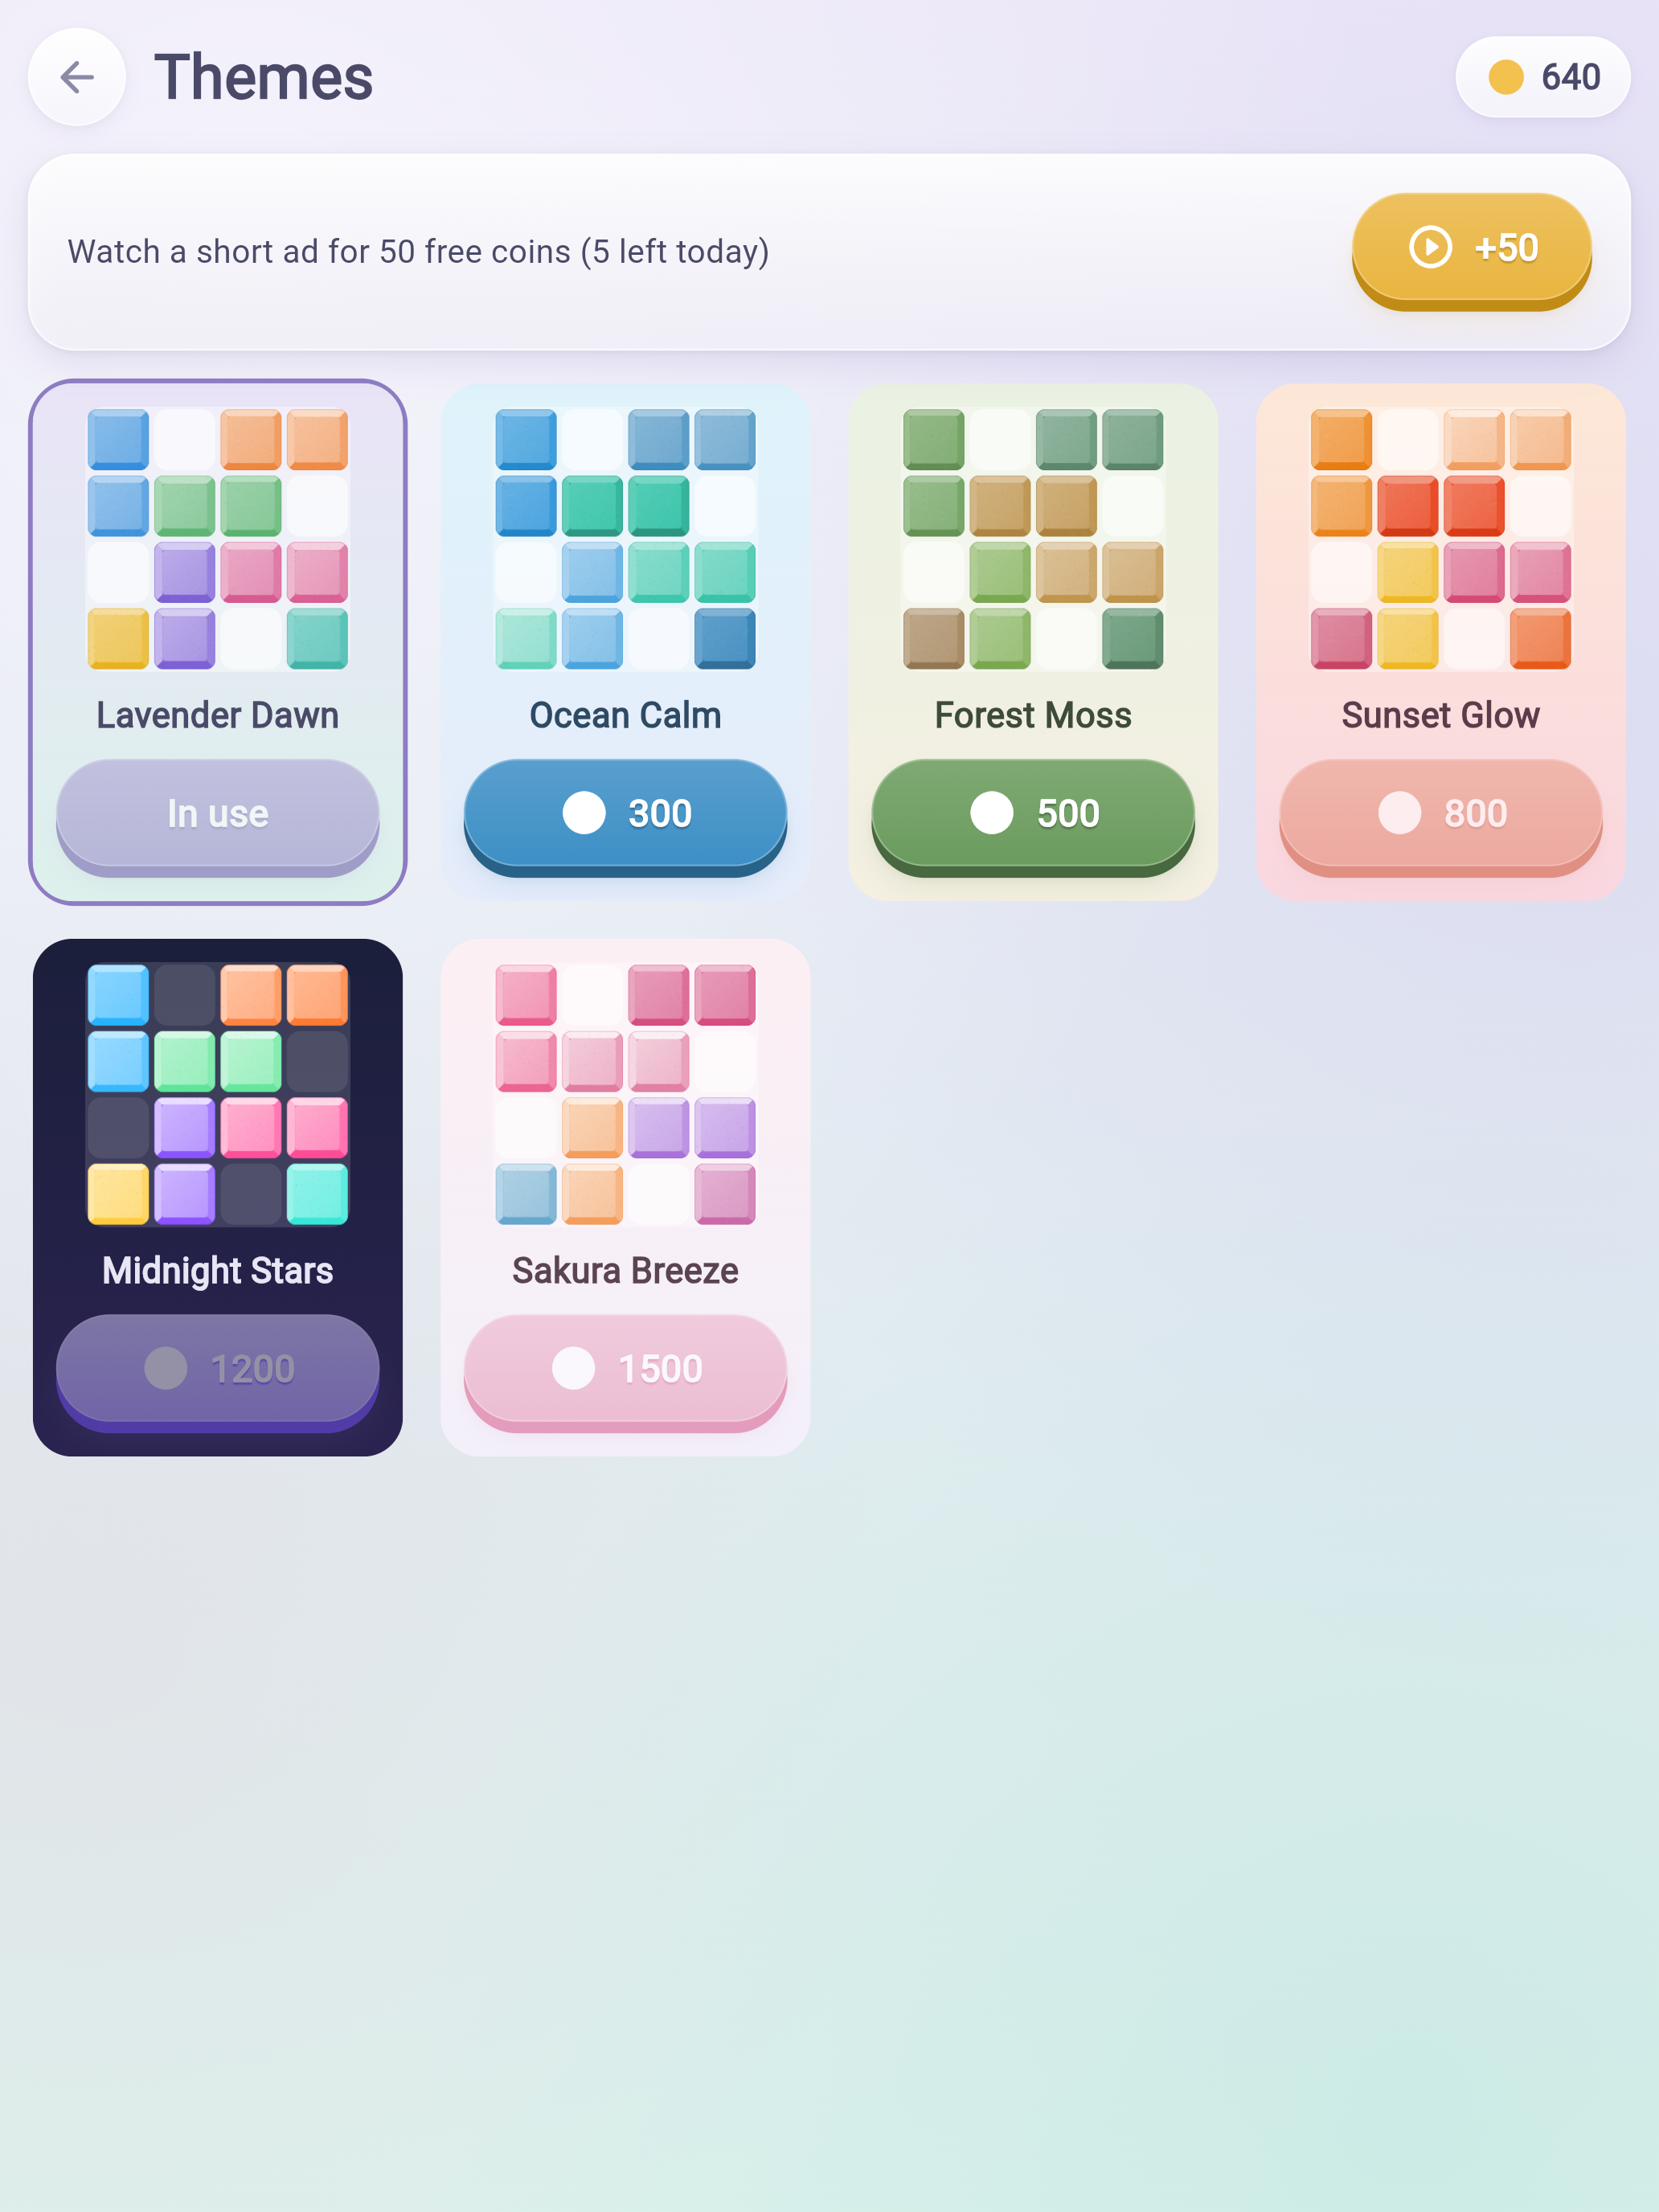 Themes
640
Watch a short ad for 50 free coins (5 left today)
+50
Lavender Dawn
Ocean Calm
Forest Moss
Sunset Glow
In use
300
500
800
Midnight Stars
Sakura Breeze
1200
1500